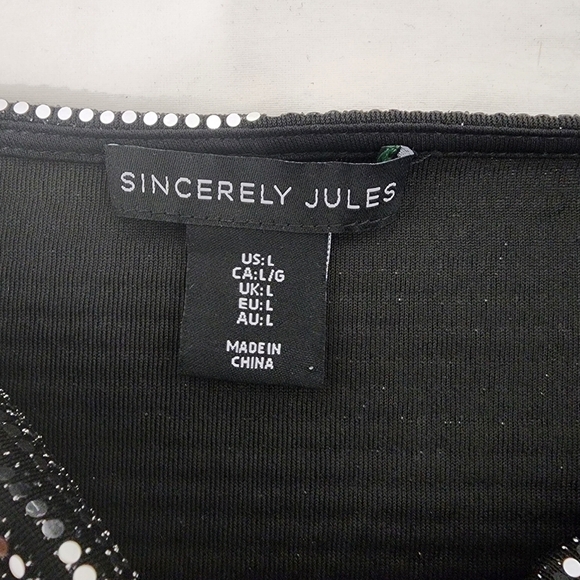 SINCERELY JULES
US: L
CA: L/G
UK: L
EU: L
AU: L
MADE IN
CHINA